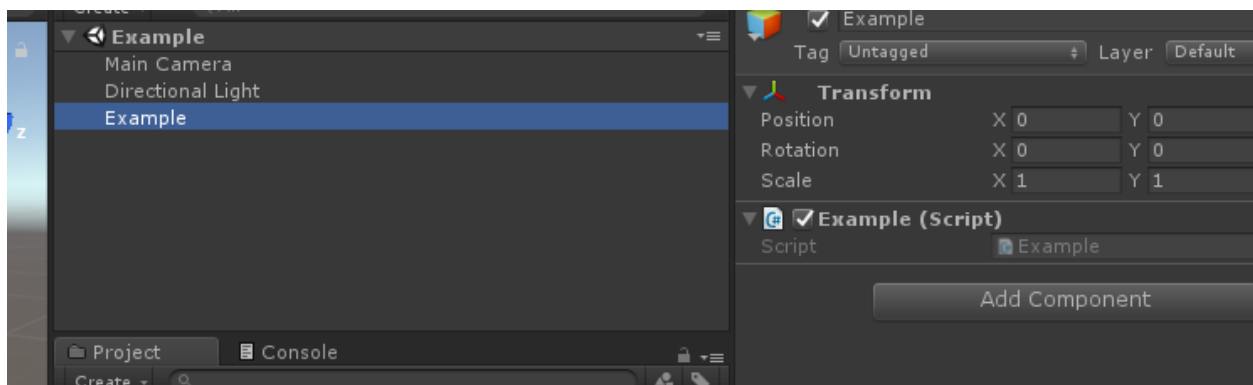 Create
Example
Main Camera
Directional Light
Example
z
Project Console
Create
Example
Tag Untagged Layer Default
Transform
Position X 0 Y 0
Rotation X 0 Y 0
Scale X 1 Y 1
Example (Script)
Script Example
Add Component